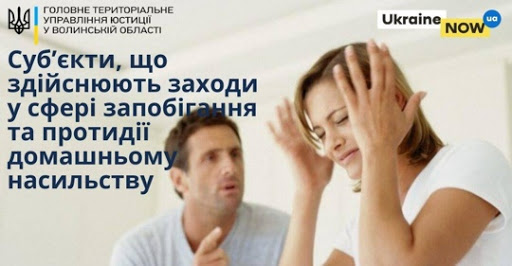 ГОЛОВНЕ ТЕРИТОРІАЛЬНЕ
УПРАВЛІННЯ ЮСТИЦІЇ
У ВОЛИНСЬКІЙ ОБЛАСТІ
Ukraine
NOW ua
Суб’єкти, що
здійснюють заходи
у сфері запобігання
та протидії
домашньому
насильству